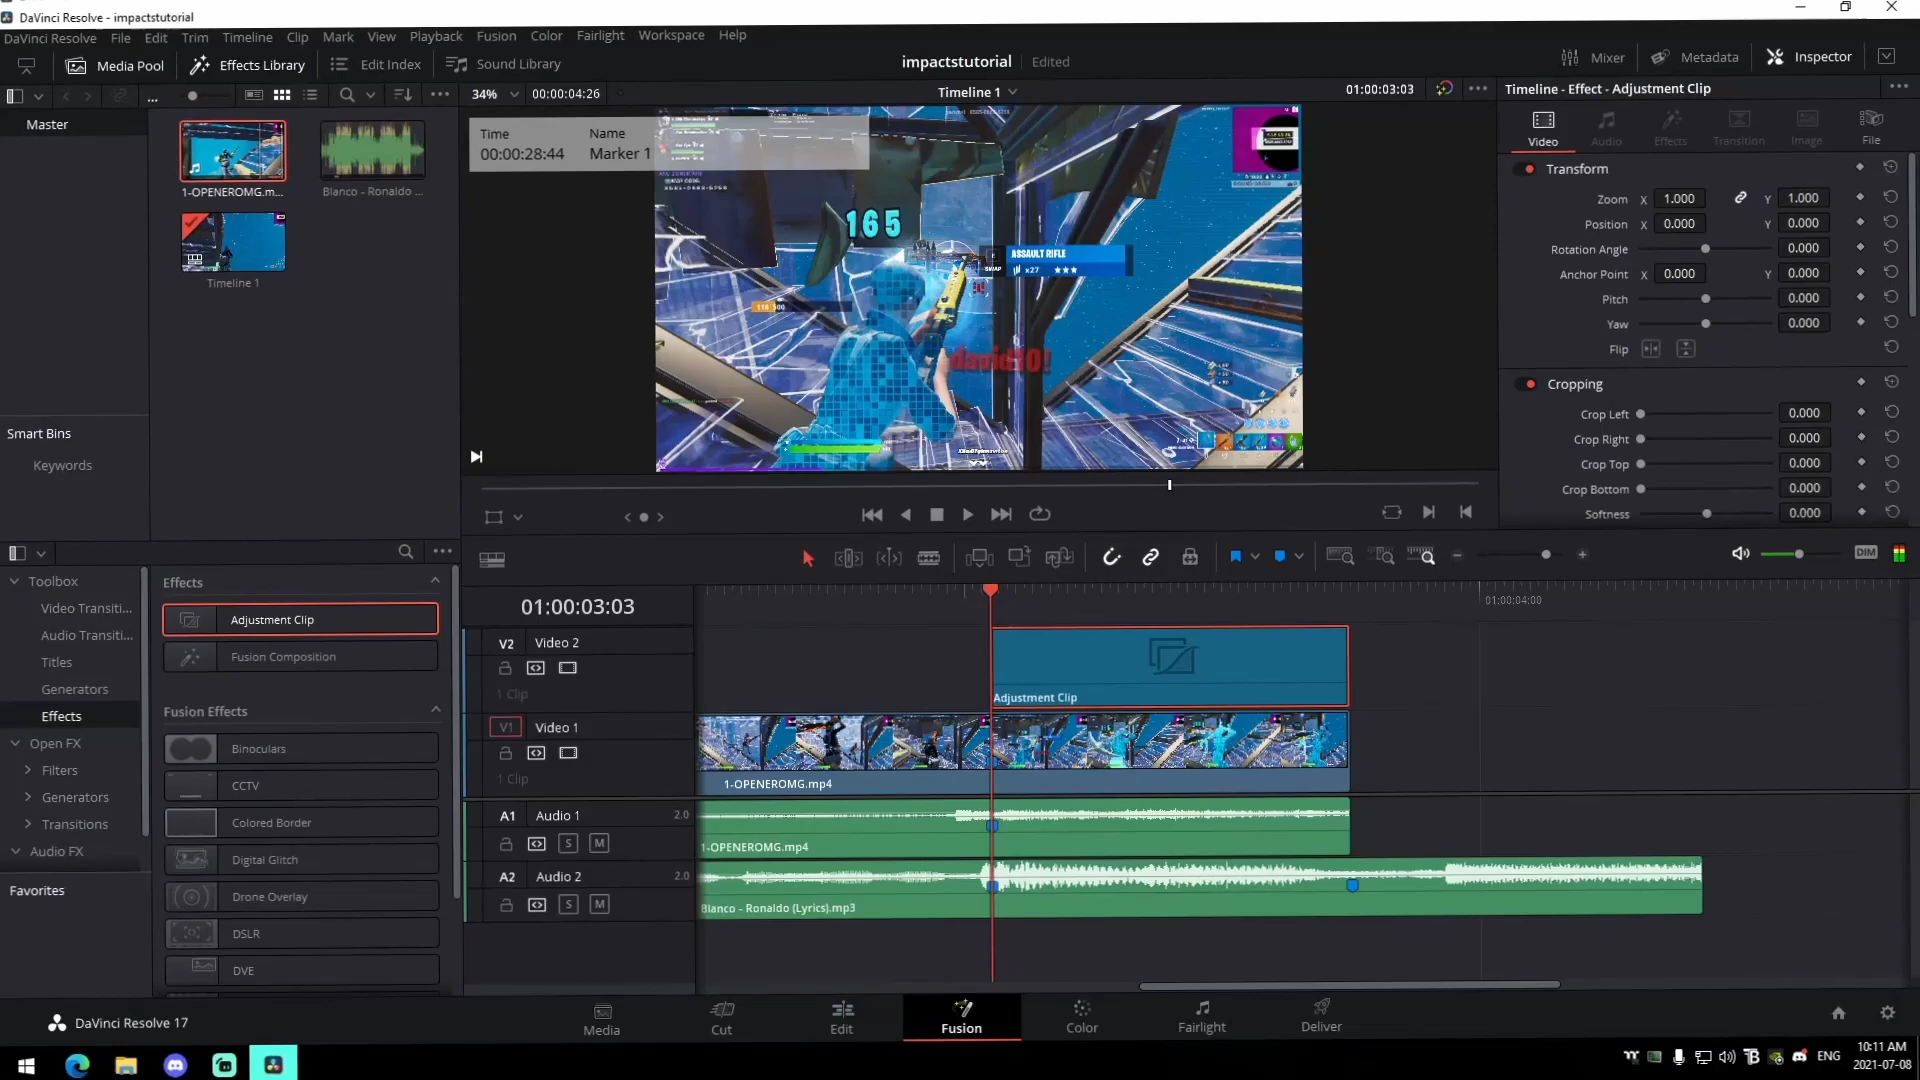 DaVinci Resolve - impactstutorial
DaVinci Resolve File Edit Trim Timeline Clip Mark View Playback Fusion Color Fairlight Workspace Help
Media Pool Effects Library Edit Index Sound Library
impactstutorial Edited
Mixer Metadata Inspector
34% 00:00:04:26 Timeline 1 01:00:03:03
Timeline - Effect - Adjustment Clip
Master
1-OPENEROMG.m...
Blanco - Ronaldo ...
Timeline 1
Smart Bins
Keywords
Time Name
00:00:28:44 Marker 1
165
ASSAULT RIFLE
x27
SWAP
david10!
Video Audio Effects Transition Image File
Transform
Zoom X 1.000 Y 1.000
Position X 0.000 Y 0.000
Rotation Angle 0.000
Anchor Point X 0.000 Y 0.000
Pitch 0.000
Yaw 0.000
Flip
Cropping
Crop Left 0.000
Crop Right 0.000
Crop Top 0.000
Crop Bottom 0.000
Softness 0.000
DIM
Toolbox
Video Transiti...
Audio Transiti...
Titles
Generators
Effects
Open FX
Filters
Generators
Transitions
Audio FX
Favorites
Effects
Adjustment Clip
Fusion Composition
Fusion Effects
Binoculars
CCTV
Colored Border
Digital Glitch
Drone Overlay
DSLR
DVE
01:00:03:03
01:00:04:00
V2 Video 2
1 Clip
Adjustment Clip
V1 Video 1
1 Clip
1-OPENEROMG.mp4
A1 Audio 1 2.0
S M
1-OPENEROMG.mp4
A2 Audio 2 2.0
S M
Blanco - Ronaldo (Lyrics).mp3
DaVinci Resolve 17
Media Cut Edit Fusion Color Fairlight Deliver
ENG
10:11 AM
2021-07-08